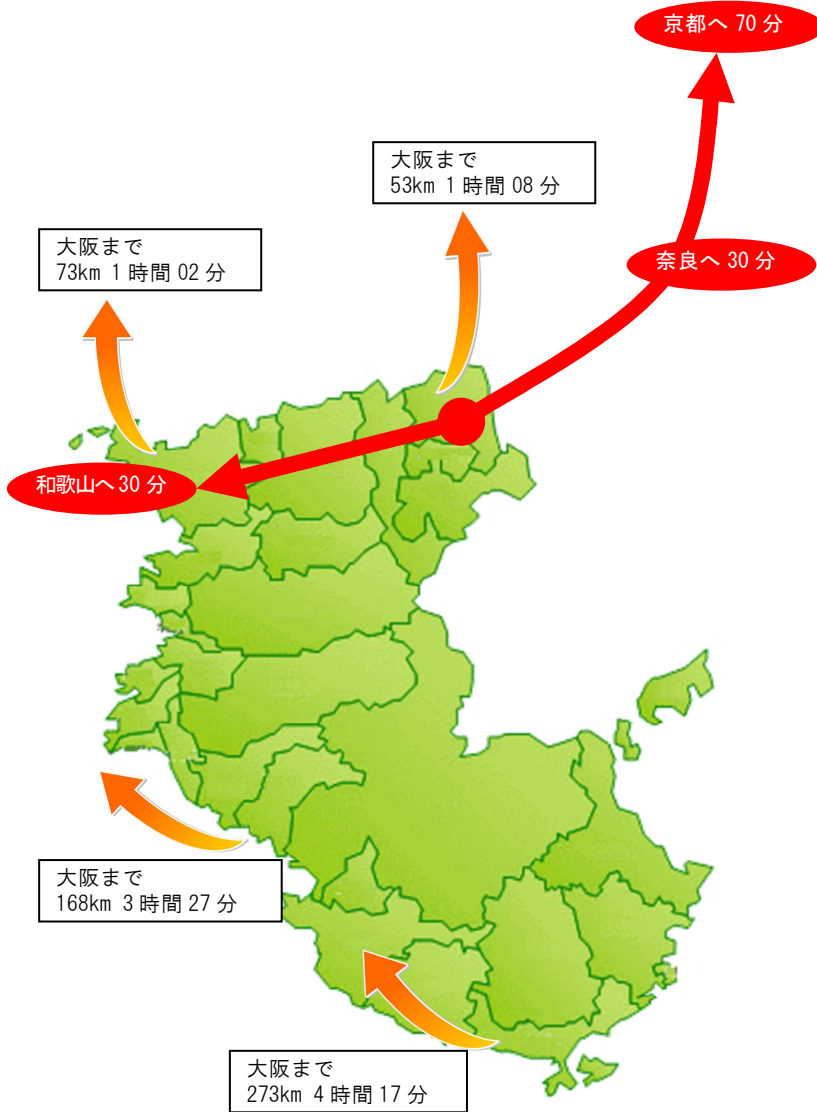 京都へ 70 分
大阪まで
53km 1 時間 08 分
大阪まで
73km 1 時間 02 分
奈良へ 30 分
和歌山へ 30 分
大阪まで
168km 3 時間 27 分
大阪まで
273km 4 時間 17 分